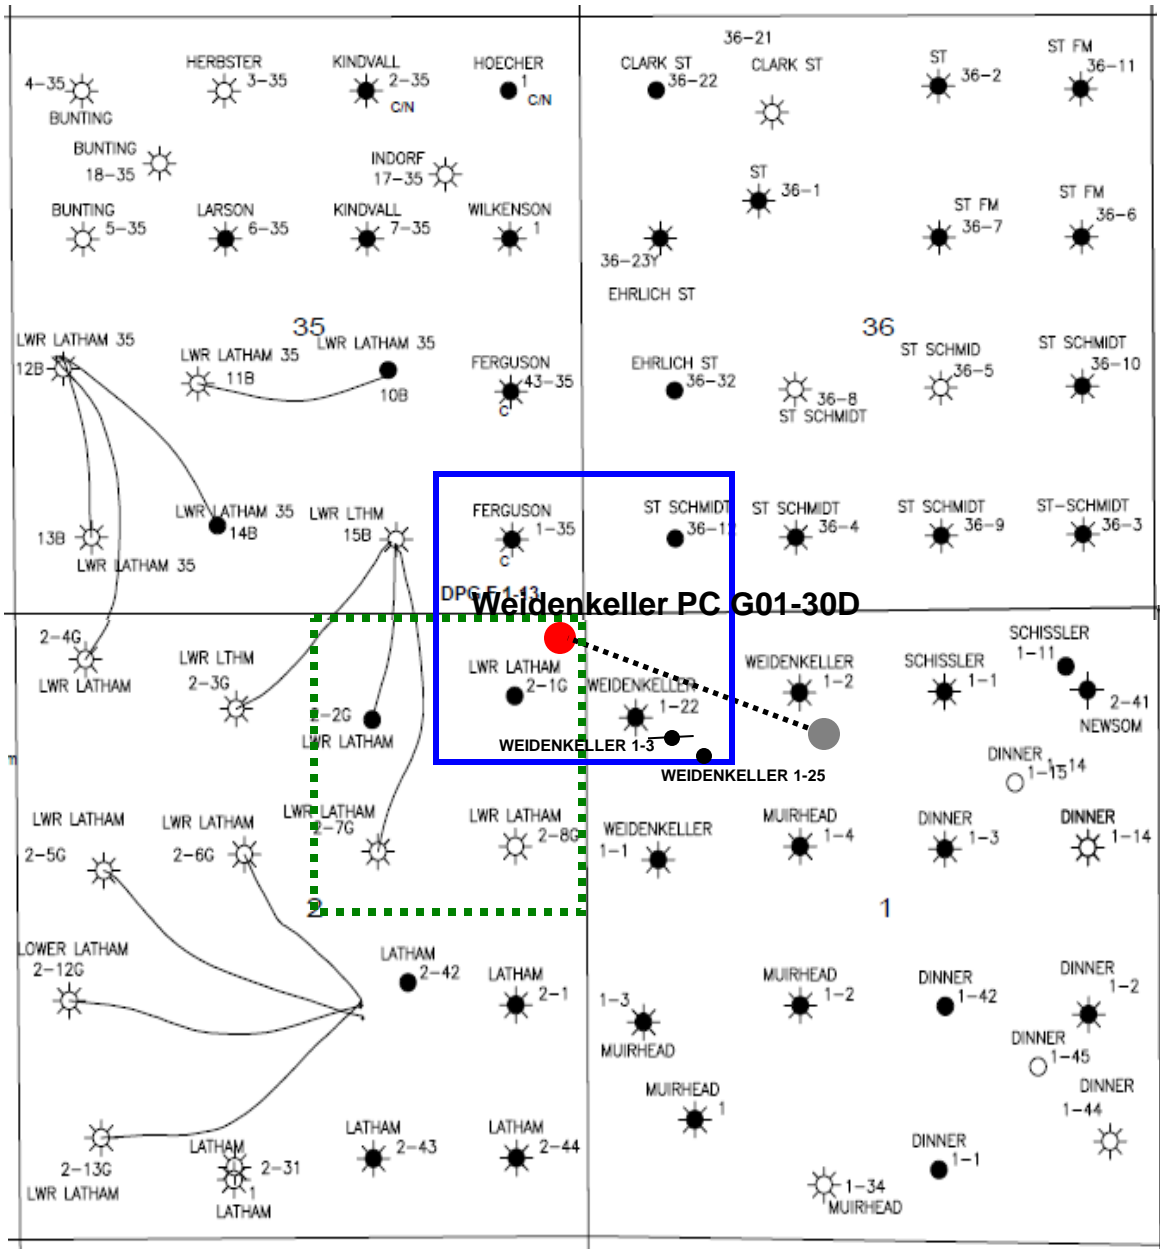 36-21
HERBSTER
3-35
KINDVALL
2-35
C/N
HOECHER
1
C/N
CLARK ST
36-22
CLARK ST
ST
36-2
ST FM
36-11
4-35
BUNTING
BUNTING
18-35
INDORF
17-35
ST
36-1
BUNTING
5-35
LARSON
6-35
KINDVALL
7-35
WILKENSON
1
36-23Y
EHRLICH ST
ST FM
36-7
ST FM
36-6
35
36
LWR LATHAM 35
12B
LWR LATHAM 35
11B
LWR LATHAM 35
10B
FERGUSON
43-35
C
EHRLICH ST
36-32
36-8
ST SCHMIDT
ST SCHMID
36-5
ST SCHMIDT
36-10
13B
LWR LATHAM 35
LWR LATHAM 35
14B
LWR LTHM
15B
FERGUSON
1-35
C
ST SCHMIDT
36-12
ST SCHMIDT
36-4
ST SCHMIDT
36-9
ST-SCHMIDT
36-3
DPG F 1-13
Weidenkeller PC G01-30D
2-4G
LWR LATHAM
LWR LTHM
2-3G
2-2G
LWR LATHAM
LWR LATHAM
2-1G
WEIDENKELLER
1-22
WEIDENKELLER
1-2
SCHISSLER
1-1
SCHISSLER
1-11
2-41
NEWSOM
WEIDENKELLER 1-3
WEIDENKELLER 1-25
DINNER
1-15
1-14
m
LWR LATHAM
2-5G
LWR LATHAM
2-6G
LWR LATHAM
2-7G
LWR LATHAM
2-8G
WEIDENKELLER
1-1
MUIRHEAD
1-4
DINNER
1-3
DINNER
1-14
2
1
LOWER LATHAM
2-12G
LATHAM
2-42
LATHAM
2-1
1-3
MUIRHEAD
MUIRHEAD
1-2
DINNER
1-42
DINNER
1-2
DINNER
1-45
MUIRHEAD
1
DINNER
1-44
2-13G
LWR LATHAM
LATHAM
2-31
1
LATHAM
LATHAM
2-43
LATHAM
2-44
DINNER
1-1
1-34
MUIRHEAD